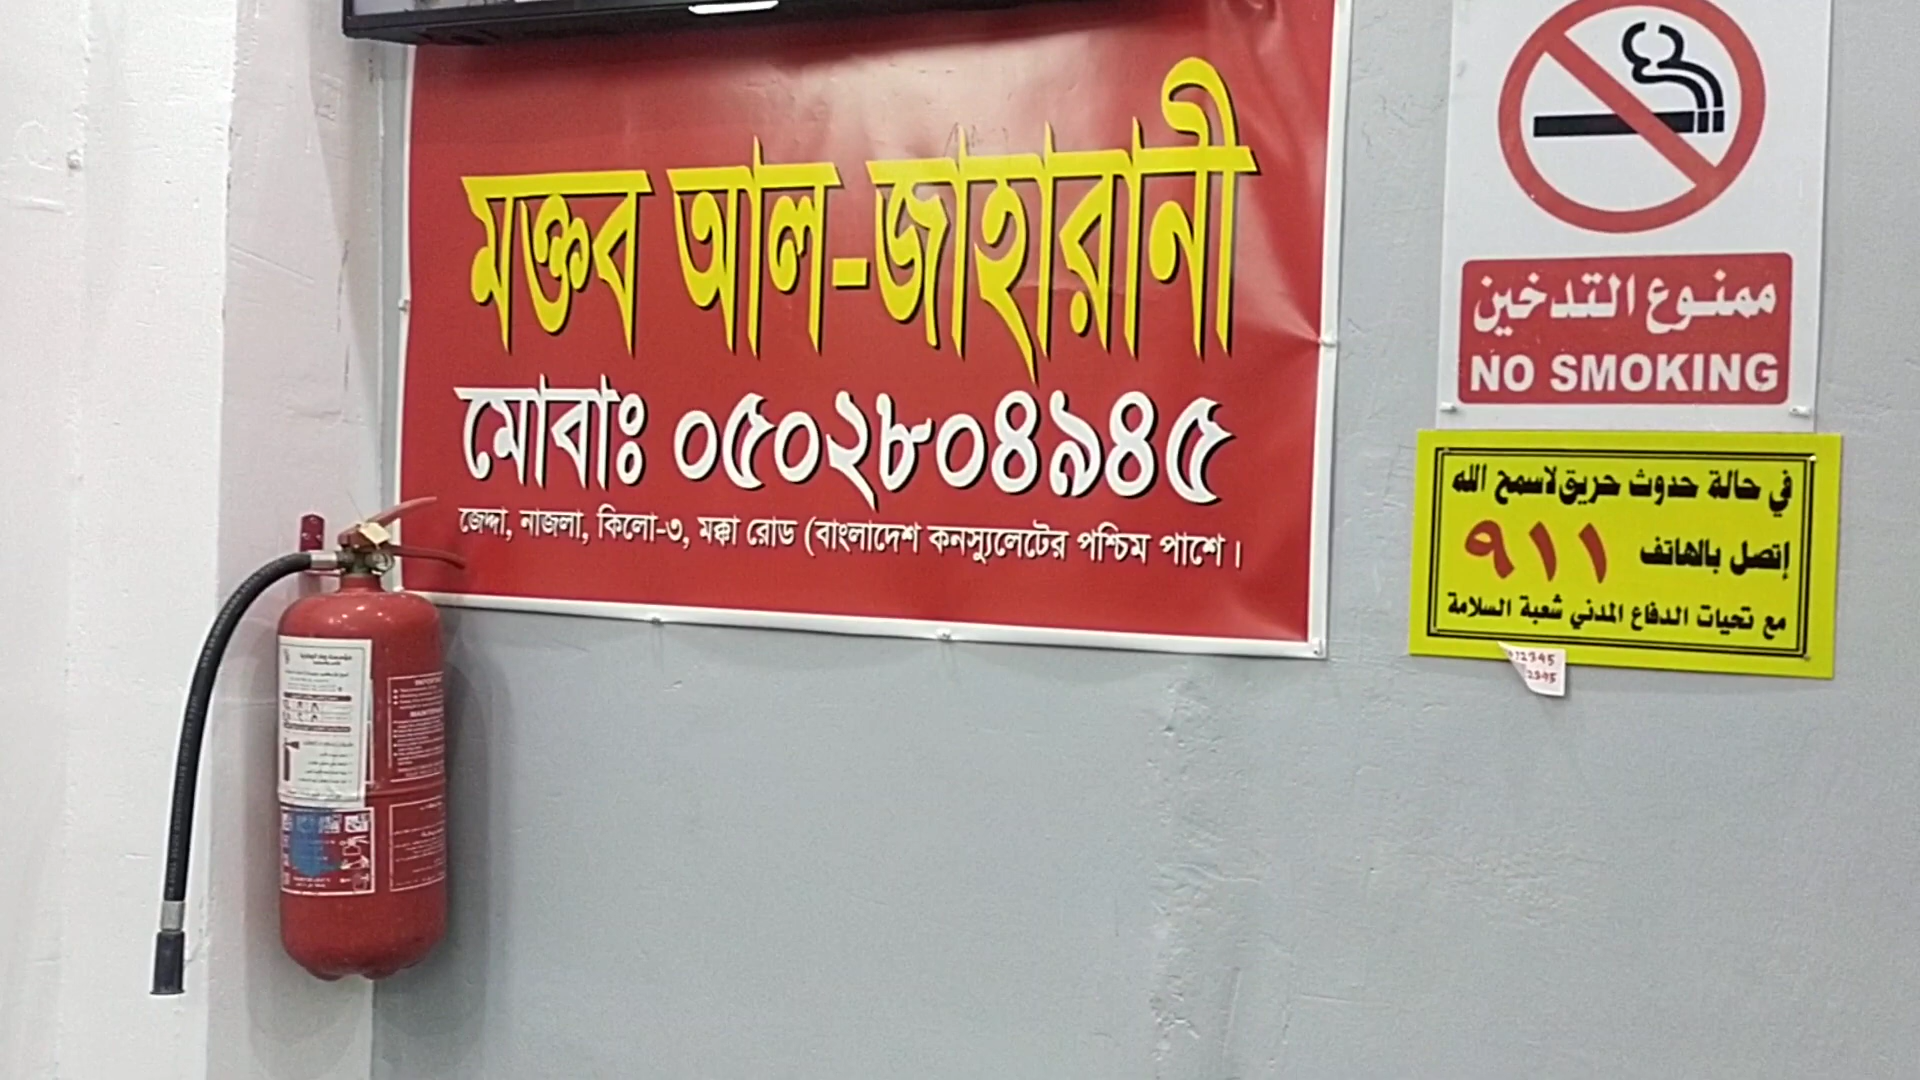 মক্তব আল-জাহারানী
মোবাঃ ০৫০২৮০৪৯৪৫
জেদ্দা, নাজলা, কিলো-৩, মক্কা রোড (বাংলাদেশ কনস্যুলেটের পশ্চিম পাশে।
ممنوع التدخين
NO SMOKING
في حالة حدوث حريق لاسمح الله
إتصل بالهاتف ٩١١
مع تحيات الدفاع المدني شعبة السلامة